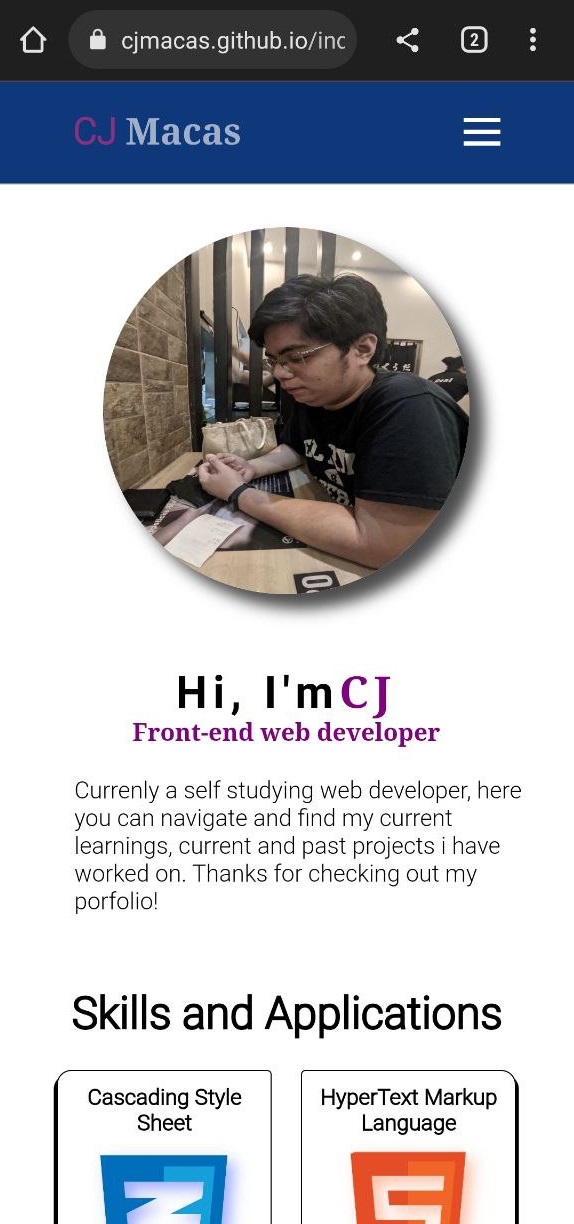 cjmacas.github.io/inc
2
CJ Macas
Hi, I'm CJ
Front-end web developer
Currenly a self studying web developer, here
you can navigate and find my current
learnings, current and past projects i have
worked on. Thanks for checking out my
porfolio!
Skills and Applications
Cascading Style
Sheet
HyperText Markup
Language